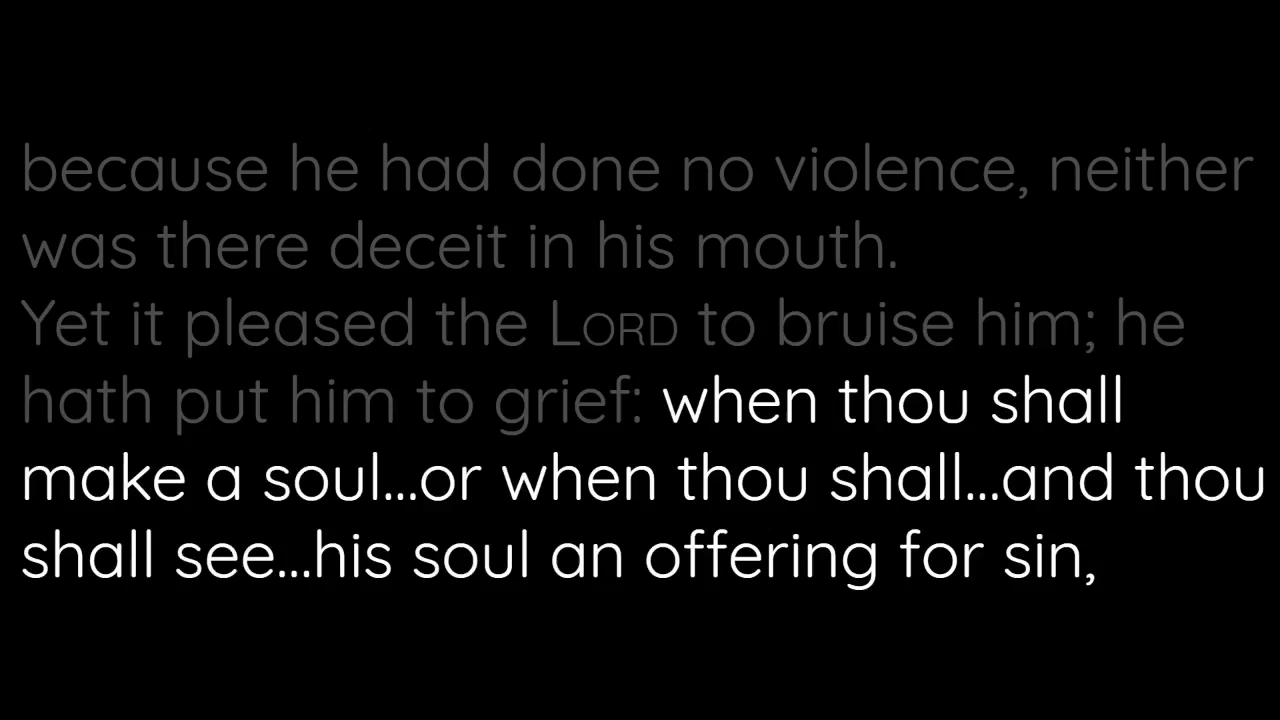 because he had done no violence, neither
was there deceit in his mouth.
Yet it pleased the LORD to bruise him; he
hath put him to grief: when thou shall
make a soul...or when thou shall...and thou
shall see...his soul an offering for sin,